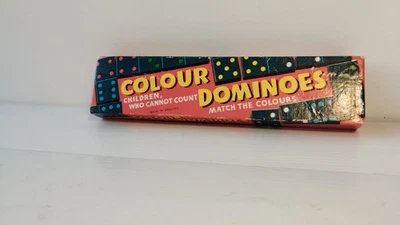 COLOUR
DOMINOES
CHILDREN,
WHO CANNOT COUNT
MATCH THE COLOURS